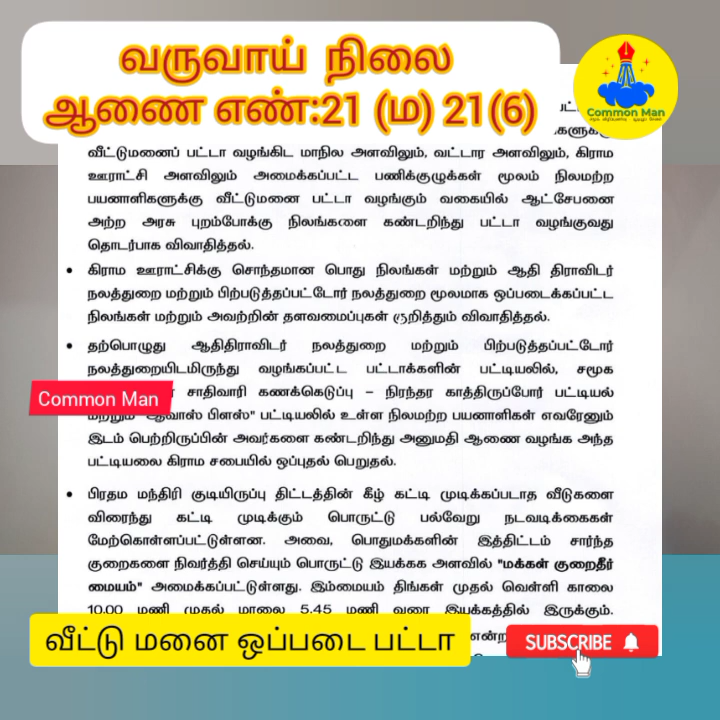 வருவாய் நிலை
ஆணை எண்:21 (ம) 21(6)
Common Man
வீட்டுமனைப் பட்டா வழங்கிட மாநில அளவிலும், வட்டார அளவிலும், கிராம
ஊராட்சி அளவிலும் அமைக்கப்பட்ட பணிக்குழுக்கள் மூலம் நிலமற்ற
பயனாளிகளுக்கு வீட்டுமனை பட்டா வழங்கும் வகையில் ஆட்சேபனை
அற்ற அரசு புறம்போக்கு நிலங்களை கண்டறிந்து பட்டா வழங்குவது
தொடர்பாக விவாதித்தல்.
• கிராம ஊராட்சிக்கு சொந்தமான பொது நிலங்கள் மற்றும் ஆதி திராவிடர்
நலத்துறை மற்றும் பிற்படுத்தப்பட்டோர் நலத்துறை மூலமாக ஒப்படைக்கப்பட்ட
நிலங்கள் மற்றும் அவற்றின் தளவமைப்புகள் குறித்தும் விவாதித்தல்.
• தற்பொழுது ஆதிதிராவிடர் நலத்துறை மற்றும் பிற்படுத்தப்பட்டோர்
நலத்துறையிடமிருந்து வழங்கப்பட்ட பட்டாக்களின் பட்டியலில், சமூக
சாதிவாரி கணக்கெடுப்பு – நிரந்தர காத்திருப்போர் பட்டியல்
Common Man
மற்றும் "ஆவாஸ் பிளஸ்" பட்டியலில் உள்ள நிலமற்ற பயனாளிகள் எவரேனும்
இடம் பெற்றிருப்பின் அவர்களை கண்டறிந்து அனுமதி ஆணை வழங்க அந்த
பட்டியலை கிராம சபையில் ஒப்புதல் பெறுதல்.
• பிரதம மந்திரி குடியிருப்பு திட்டத்தின் கீழ் கட்டி முடிக்கப்படாத வீடுகளை
விரைந்து கட்டி முடிக்கும் பொருட்டு பல்வேறு நடவடிக்கைகள்
மேற்கொள்ளப்பட்டுள்ளன. அவை, பொதுமக்களின் இத்திட்டம் சார்ந்த
குறைகளை நிவர்த்தி செய்யும் பொருட்டு இயக்கக அளவில் "மக்கள் குறைதீர்
மையம்" அமைக்கப்பட்டுள்ளது. இம்மையம் திங்கள் முதல் வெள்ளி காலை
10.00 மணி முதல் மாலை 5.45 மணி வரை இயக்கத்தில் இருக்கும்.
வீட்டு மனை ஒப்படை பட்டா
SUBSCRIBE